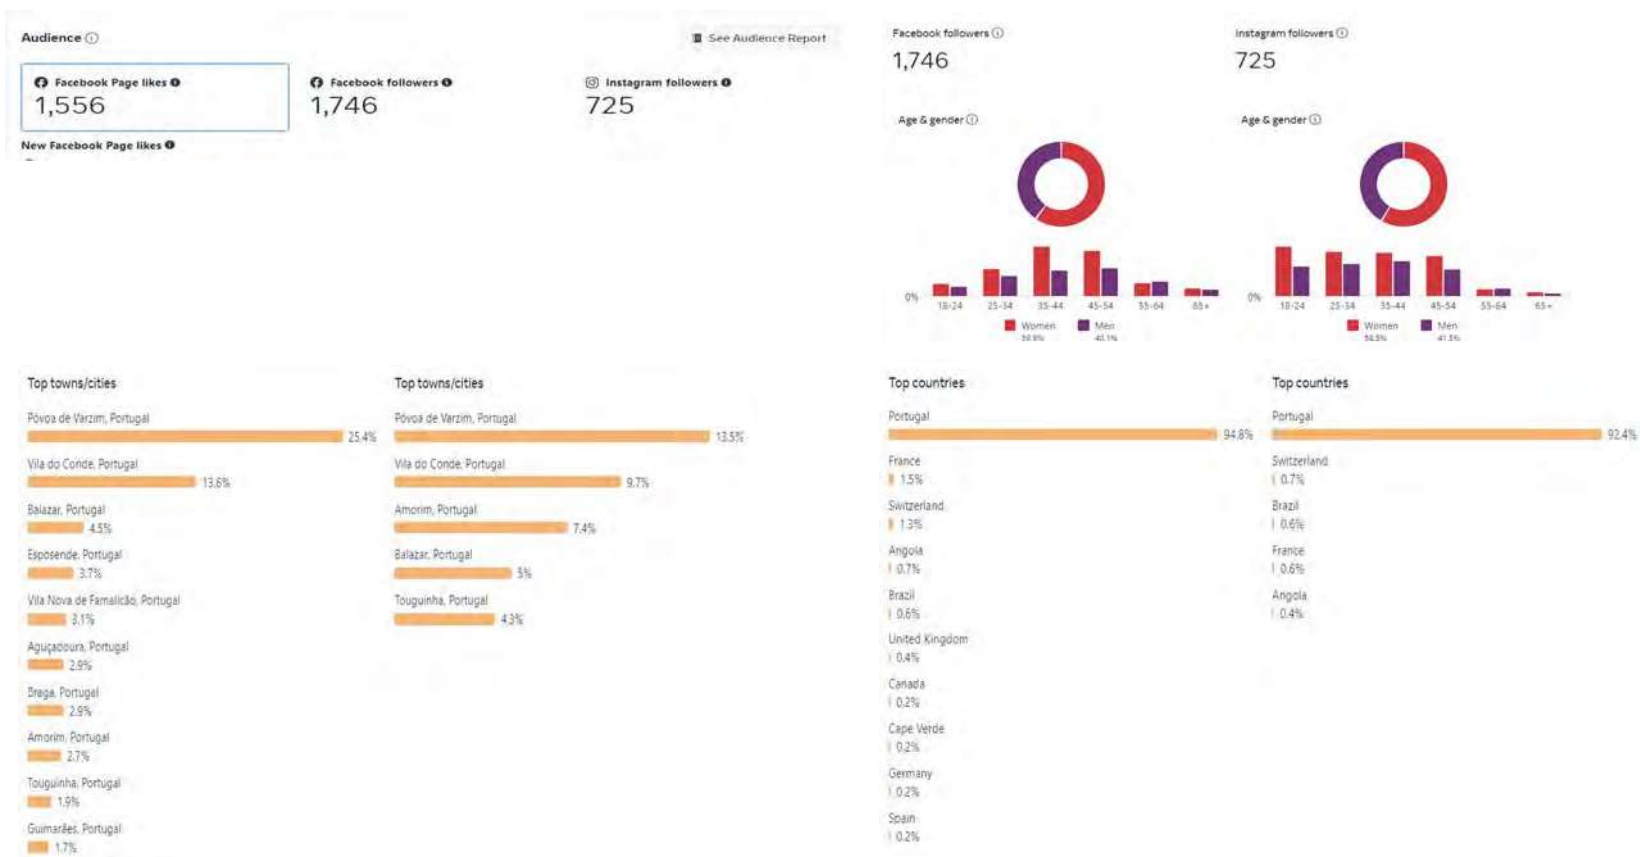 Audience
See Audience Report
Facebook Page likes
1,556
Facebook followers
1,746
Instagram followers
725
New Facebook Page likes
Facebook followers
1,746
Instagram followers
725
Age & gender
Age & gender
0%
18-24 25-34 35-44 45-54 55-64 65+
Women Men
40.1%
0%
18-24 25-34 35-44 45-54 55-64 65+
Women Men
58.5% 41.5%
Top towns/cities
Póvoa de Varzim, Portugal
25.4%
Vila do Conde, Portugal
13.6%
Balazar, Portugal
4.5%
Esposende, Portugal
3.7%
Vila Nova de Famalicão, Portugal
3.1%
Aguçadoura, Portugal
2.9%
Braga, Portugal
2.9%
Amorim, Portugal
2.7%
Touguinha, Portugal
1.9%
Guimarães, Portugal
1.7%
Top towns/cities
Póvoa de Varzim, Portugal
13.5%
Vila do Conde, Portugal
9.7%
Amorim, Portugal
7.4%
Balazar, Portugal
5%
Touguinha, Portugal
4.3%
Top countries
Portugal
94.8%
France
1.5%
Switzerland
1.3%
Angola
0.7%
Brazil
0.6%
United Kingdom
0.4%
Canada
0.2%
Cape Verde
0.2%
Germany
0.2%
Spain
0.2%
Top countries
Portugal
92.4%
Switzerland
0.7%
Brazil
0.6%
France
0.6%
Angola
0.4%